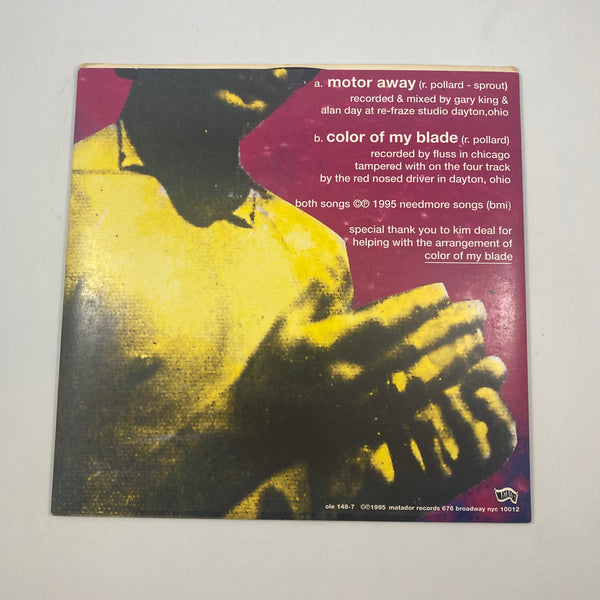 a. motor away (r. pollard - sprout)
recorded & mixed by gary king &
alan day at re-fraze studio dayton,ohio
b. color of my blade (r. pollard)
recorded by fluss in chicago
tampered with on the four track
by the red nosed driver in dayton, ohio
both songs ©℗ 1995 needmore songs (bmi)
special thank you to kim deal for
helping with the arrangement of
color of my blade
MATADOR
ole 148-7 ©℗1995 matador records 676 broadway nyc 10012